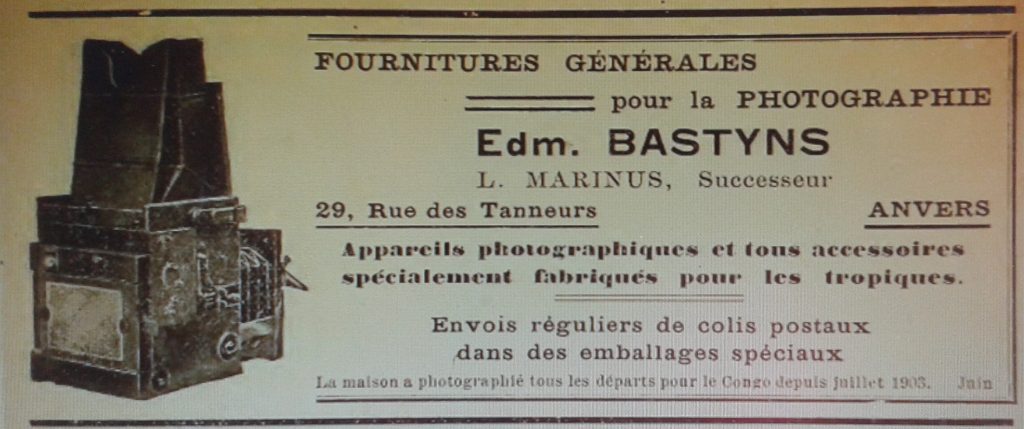 FOURNITURES GÉNÉRALES
pour la PHOTOGRAPHIE
Edm. BASTYNS
L. MARINUS, Successeur
29, Rue des Tanneurs ANVERS
Appareils photographiques et tous accessoires
spécialement fabriqués pour les tropiques.
Envois réguliers de colis postaux
dans des emballages spéciaux
La maison a photographié tous les départs pour le Congo depuis juillet 1903. Juin